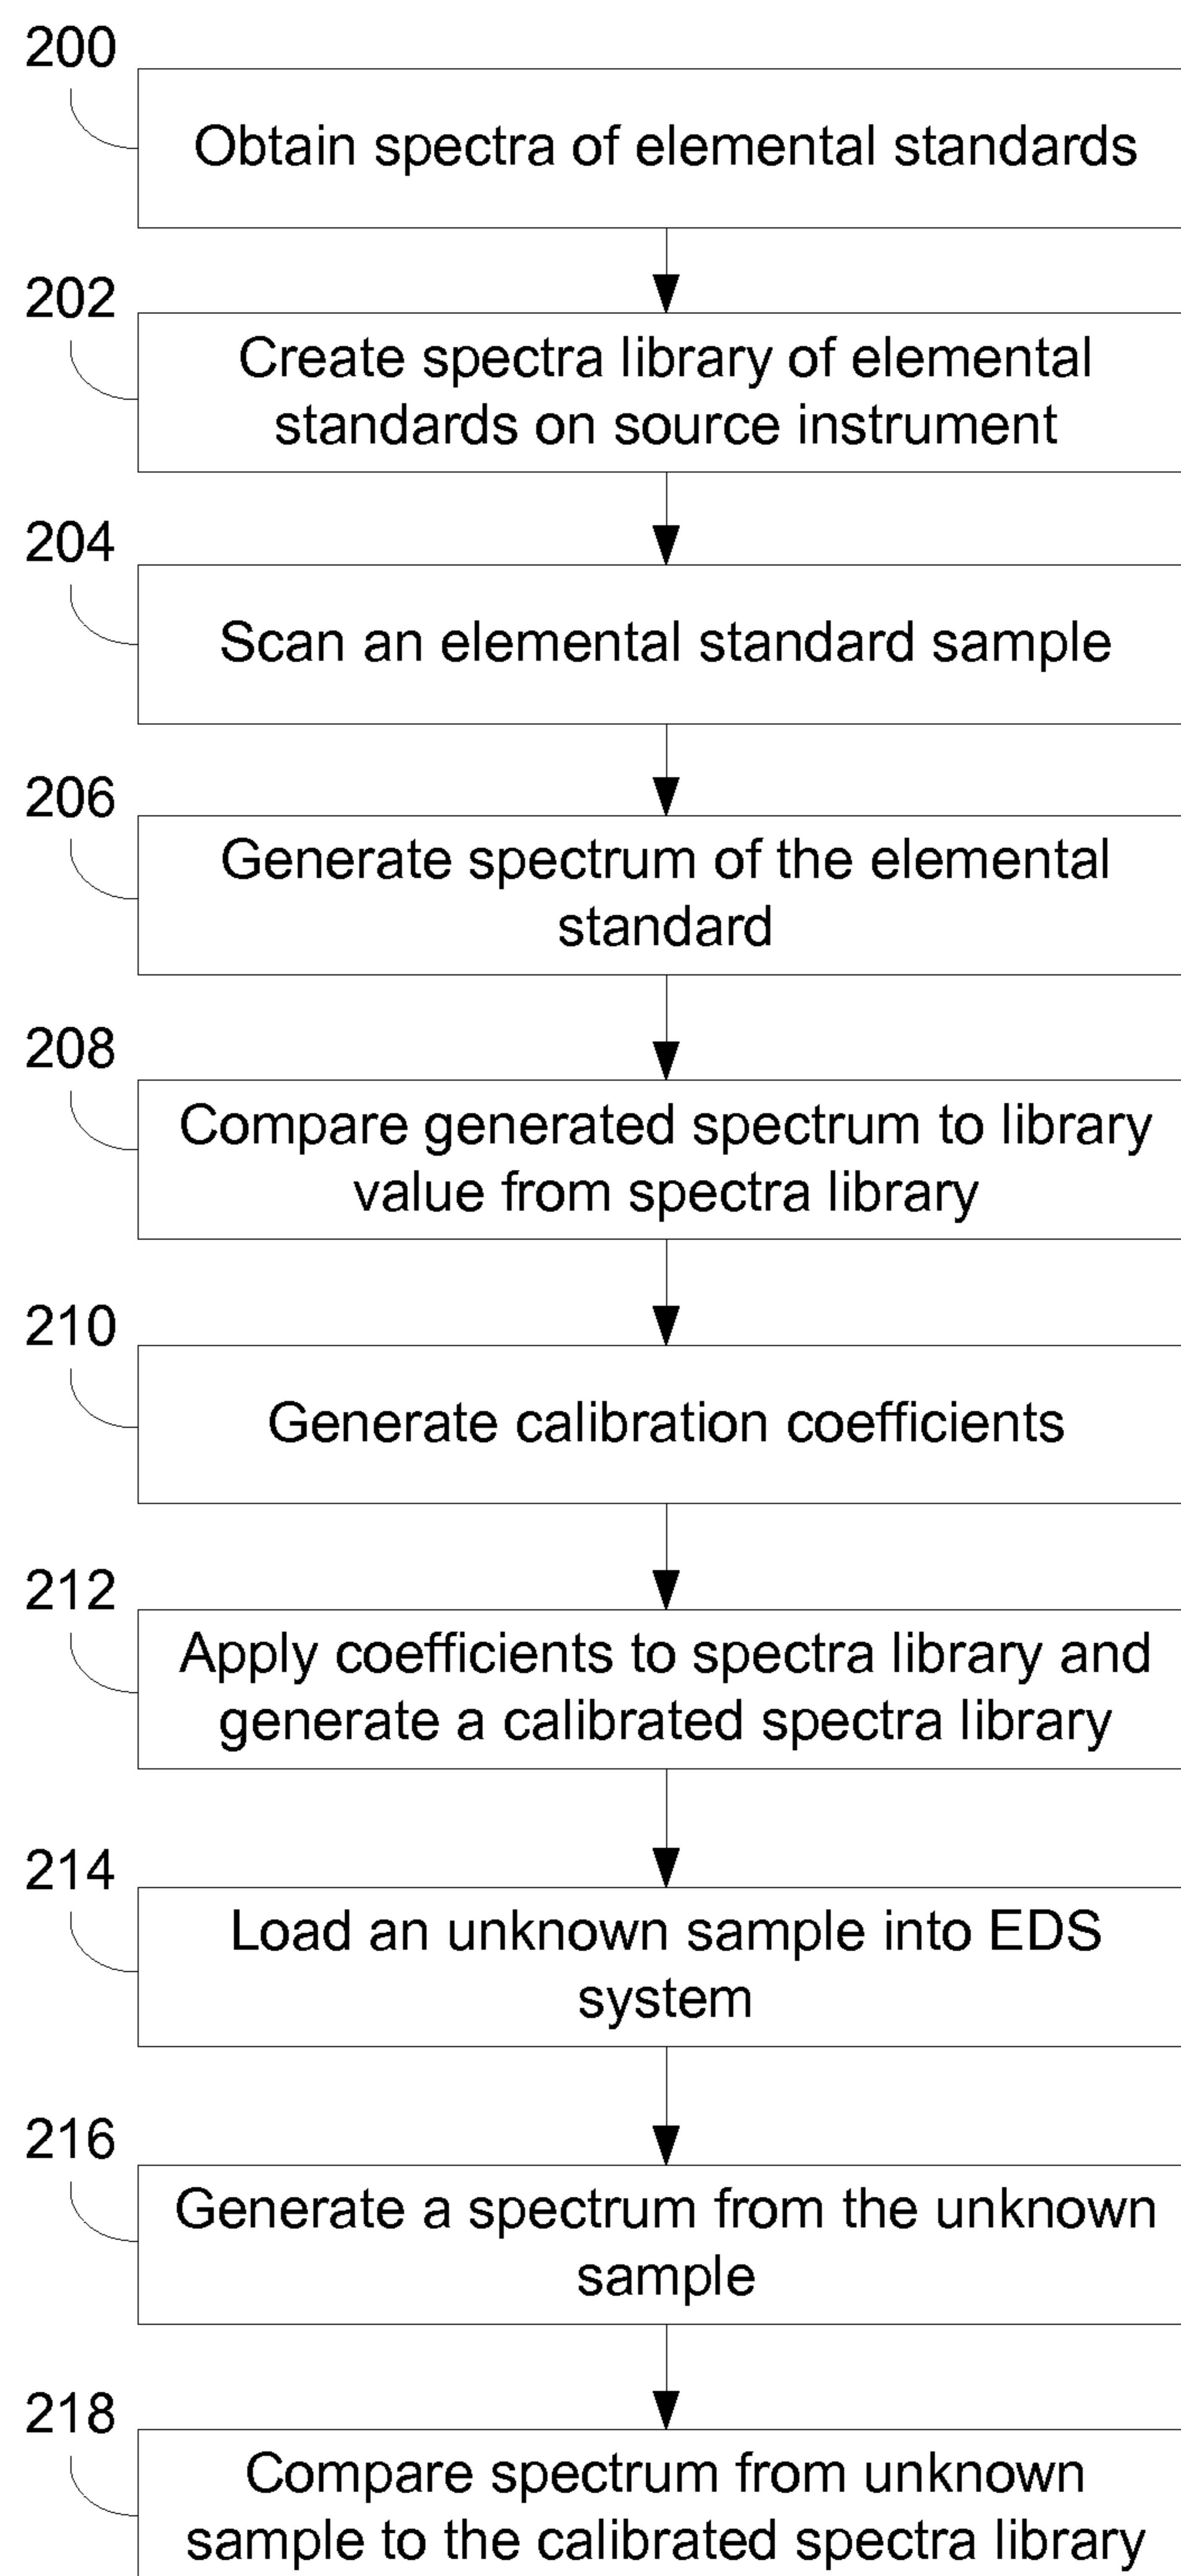 200
Obtain spectra of elemental standards
202
Create spectra library of elemental
standards on source instrument
204
Scan an elemental standard sample
206
Generate spectrum of the elemental
standard
208
Compare generated spectrum to library
value from spectra library
210
Generate calibration coefficients
212
Apply coefficients to spectra library and
generate a calibrated spectra library
214
Load an unknown sample into EDS
system
216
Generate a spectrum from the unknown
sample
218
Compare spectrum from unknown
sample to the calibrated spectra library